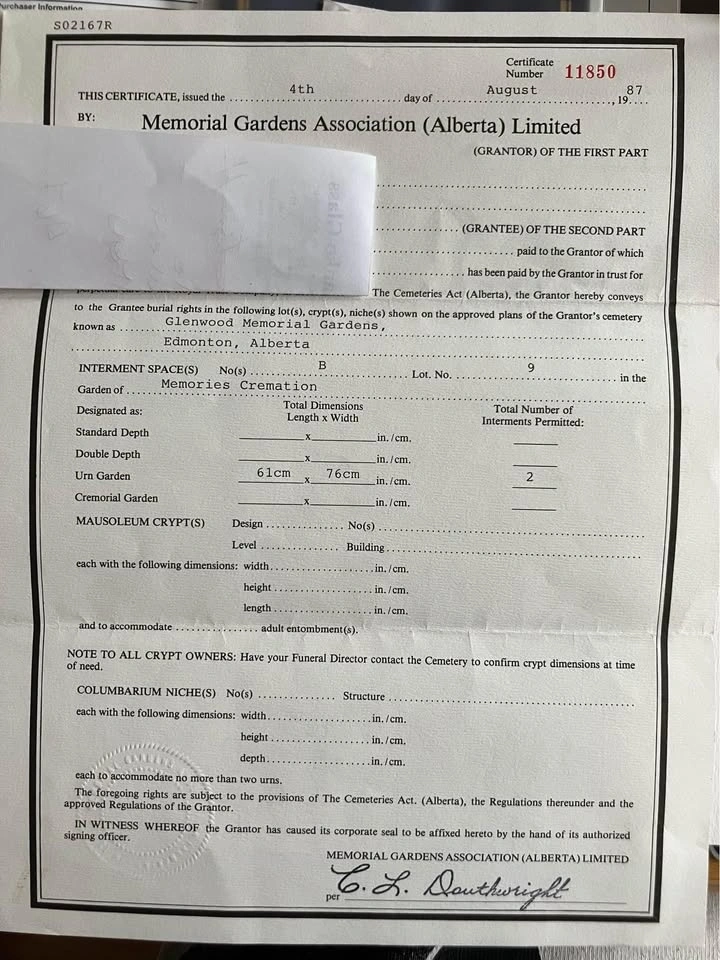 Purchaser Information
S02167R
Certificate
Number 11850
THIS CERTIFICATE, issued the .......... 4th .......... day of .......... August .........., 19 87
BY: Memorial Gardens Association (Alberta) Limited
(GRANTOR) OF THE FIRST PART
(GRANTEE) OF THE SECOND PART
paid to the Grantor of which
has been paid by the Grantor in trust for
The Cemeteries Act (Alberta), the Grantor hereby conveys
to the Grantee burial rights in the following lot(s), crypt(s), niche(s) shown on the approved plans of the Grantor's cemetery
known as .......... Glenwood Memorial Gardens,
Edmonton, Alberta
INTERMENT SPACE(S) No(s) .......... B .......... Lot. No. .......... 9 .......... in the
Garden of .......... Memories Cremation
Designated as: Total Dimensions Total Number of
Length x Width Interments Permitted:
Standard Depth ______x______in./cm. ______
Double Depth ______x______in./cm. ______
Urn Garden 61cm x 76cm in./cm. 2
Cremorial Garden ______x______in./cm. ______
MAUSOLEUM CRYPT(S) Design .......... No(s) ..........
Level .......... Building ..........
each with the following dimensions: width .......... in./cm.
height .......... in./cm.
length .......... in./cm.
and to accommodate .......... adult entombment(s).
NOTE TO ALL CRYPT OWNERS: Have your Funeral Director contact the Cemetery to confirm crypt dimensions at time
of need.
COLUMBARIUM NICHE(S) No(s) .......... Structure ..........
each with the following dimensions: width .......... in./cm.
height .......... in./cm.
depth .......... in./cm.
each to accommodate no more than two urns.
The foregoing rights are subject to the provisions of The Cemeteries Act. (Alberta), the Regulations thereunder and the
approved Regulations of the Grantor.
IN WITNESS WHEREOF the Grantor has caused its corporate seal to be affixed hereto by the hand of its authorized
signing officer.
MEMORIAL GARDENS ASSOCIATION (ALBERTA) LIMITED
per C. L. Douthwright